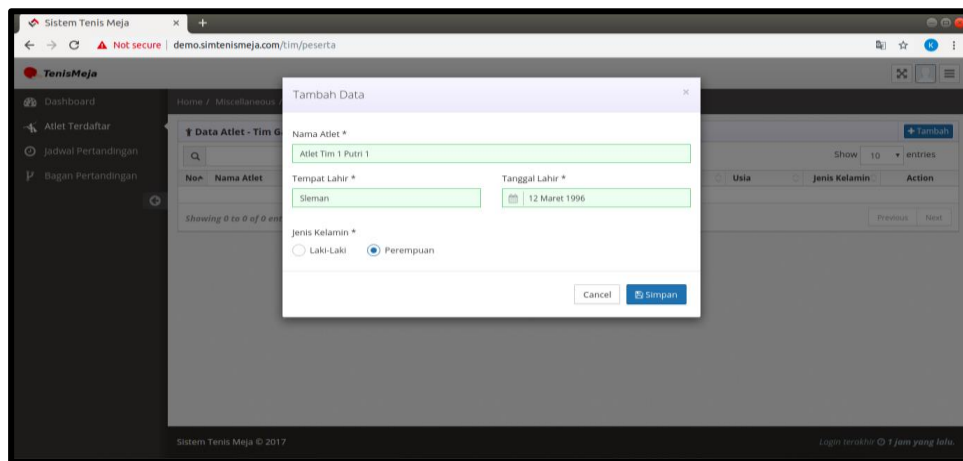 Sistem Tenis Meja
Not secure demo.simtenismeja.com/tim/peserta
K
TenisMeja
Dashboard
Atlet Terdaftar
Jadwal Pertandingan
Bagan Pertandingan
Home / Miscellaneous /
Data Atlet - Tim G
Tambah
Show 10 entries
Nama Atlet
Usia
Jenis Kelamin
Action
Showing 0 to 0 of 0 ent
Previous Next
Tambah Data
Nama Atlet *
Atlet Tim 1 Putri 1
Tempat Lahir *
Tanggal Lahir *
Sleman
12 Maret 1996
Jenis Kelamin *
Laki-Laki
Perempuan
Cancel
Simpan
Sistem Tenis Meja © 2017
Login terakhir 1 jam yang lalu.